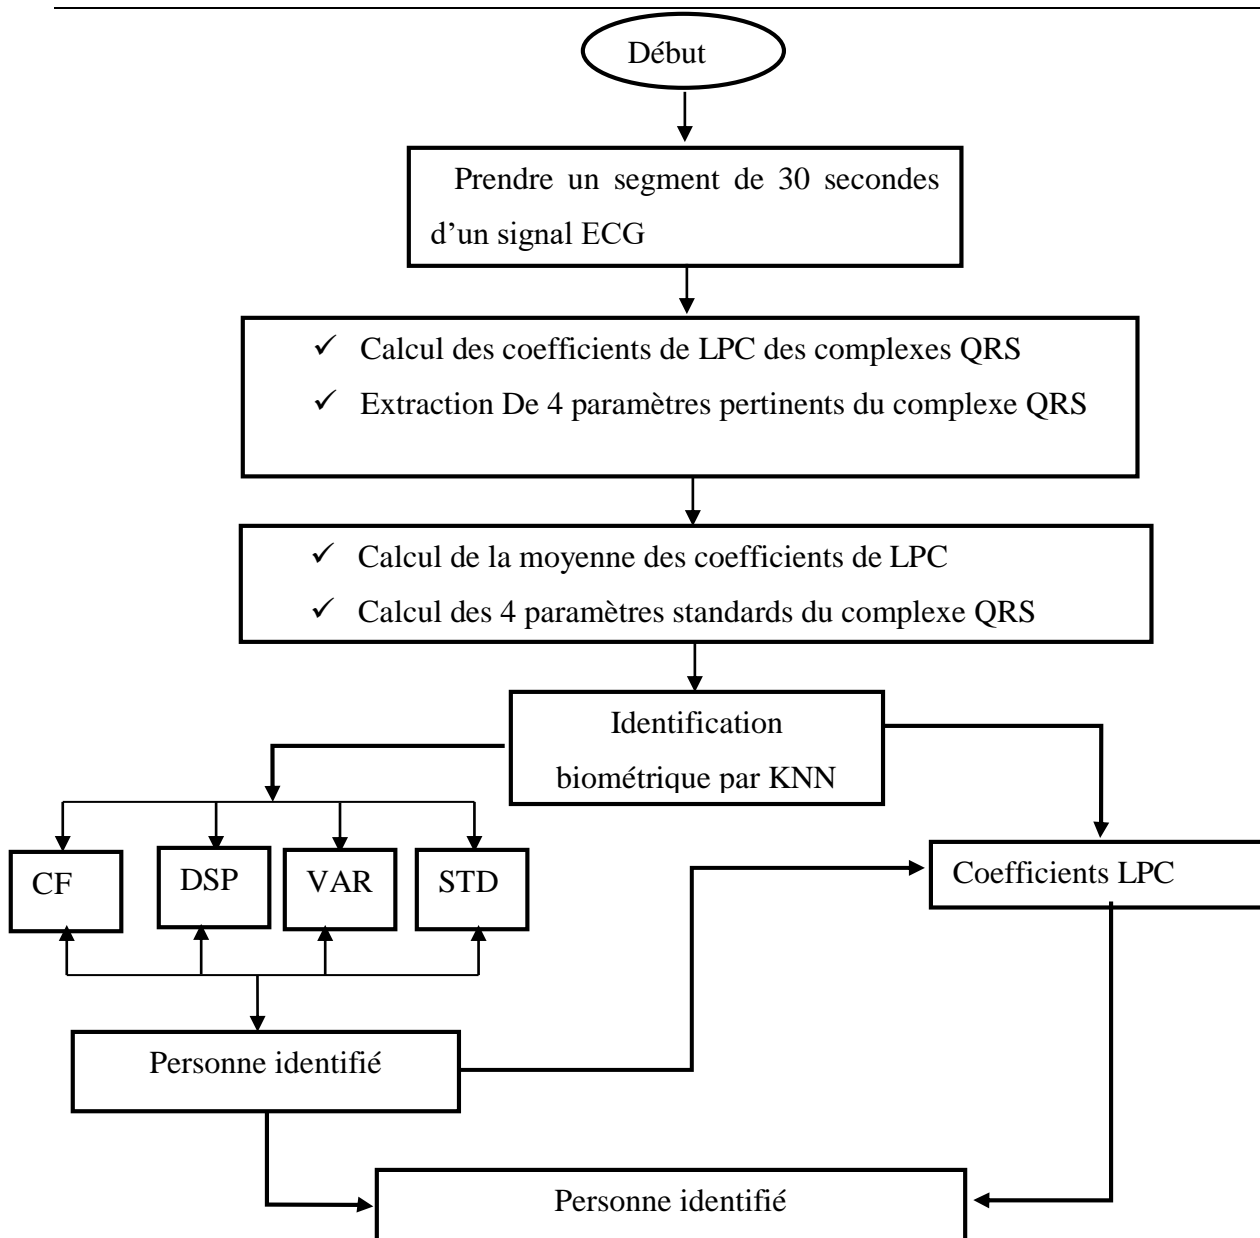 Début
Prendre un segment de 30 secondes
d’un signal ECG
✓ Calcul des coefficients de LPC des complexes QRS
✓ Extraction De 4 paramètres pertinents du complexe QRS
✓ Calcul de la moyenne des coefficients de LPC
✓ Calcul des 4 paramètres standards du complexe QRS
Identification
biométrique par KNN
CF
DSP
VAR
STD
Coefficients LPC
Personne identifié
Personne identifié